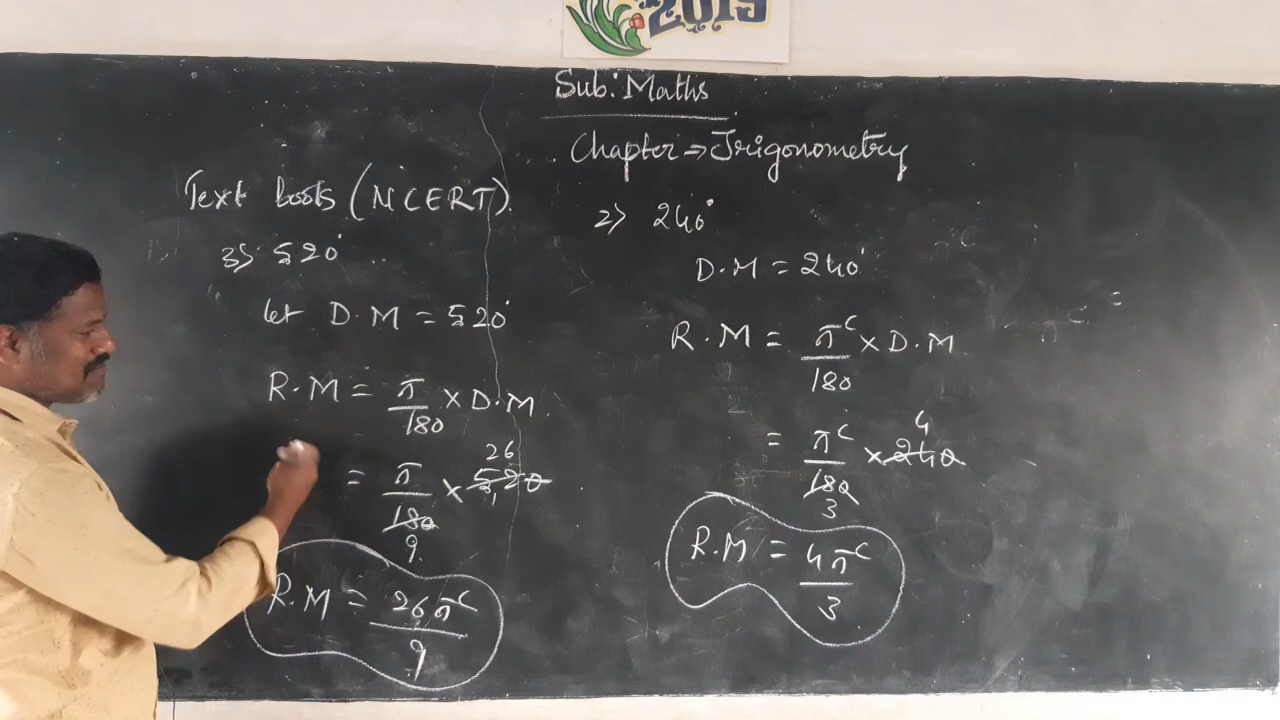 2019
Sub: Maths
Chapter ⇒ Trigonometry
Text books (NCERT)
3) 520°
let D.M = 520°
R.M = π/180 × D.M
26
= π/180 × 520
9
R.M = 26π^c/9
2) 240°
D.M = 240°
R.M = π^c/180 × D.M
4
= π^c/180 × 240
3
R.M = 4π^c/3